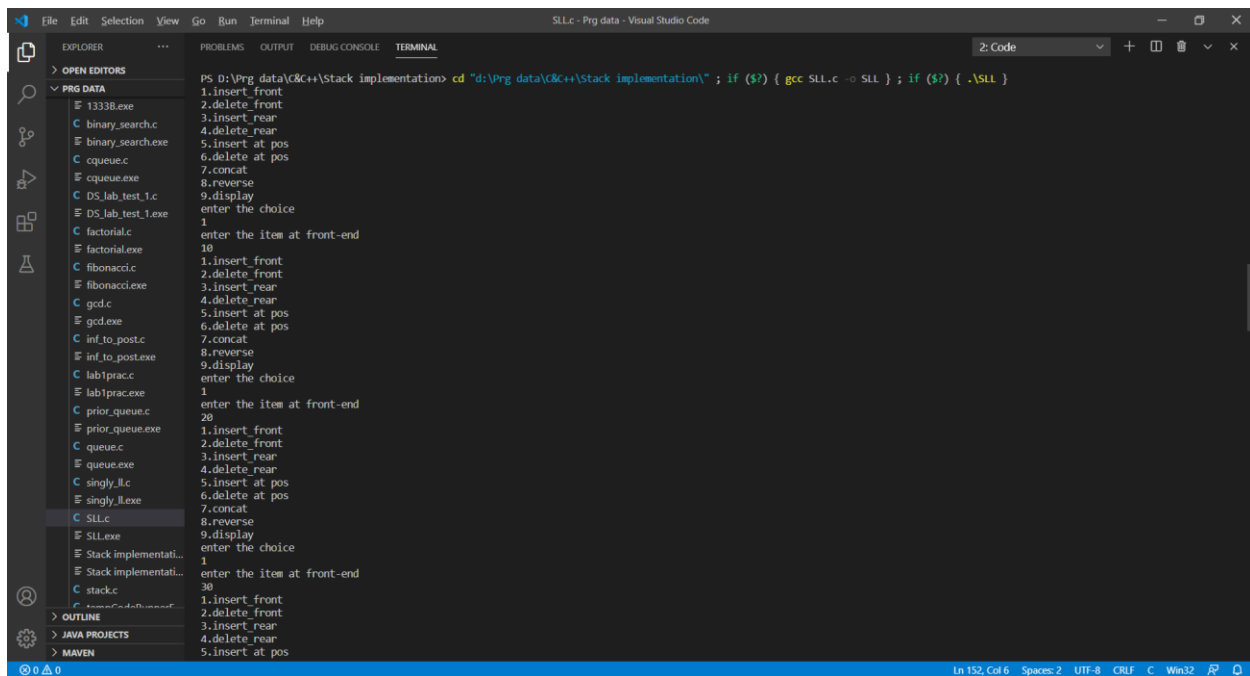 File Edit Selection View Go Run Terminal Help
SLL.c - Prg data - Visual Studio Code
EXPLORER ...
OPEN EDITORS
PRG DATA
1333B.exe
binary_search.c
binary_search.exe
cqueue.c
cqueue.exe
DS_lab_test_1.c
DS_lab_test_1.exe
factorial.c
factorial.exe
fibonacci.c
fibonacci.exe
gcd.c
gcd.exe
inf_to_post.c
inf_to_post.exe
lab1prac.c
lab1prac.exe
prior_queue.c
prior_queue.exe
queue.c
queue.exe
singly_ll.c
singly_ll.exe
SLL.c
SLL.exe
Stack implementati...
Stack implementati...
stack.c
OUTLINE
JAVA PROJECTS
MAVEN
PROBLEMS OUTPUT DEBUG CONSOLE TERMINAL
2: Code
PS D:\Prg data\C&C++\Stack implementation> cd "d:\Prg data\C&C++\Stack implementation\" ; if ($?) { gcc SLL.c -o SLL } ; if ($?) { .\SLL }
1.insert_front
2.delete_front
3.insert_rear
4.delete_rear
5.insert at pos
6.delete at pos
7.concat
8.reverse
9.display
enter the choice
1
enter the item at front-end
10
1.insert_front
2.delete_front
3.insert_rear
4.delete_rear
5.insert at pos
6.delete at pos
7.concat
8.reverse
9.display
enter the choice
1
enter the item at front-end
20
1.insert_front
2.delete_front
3.insert_rear
4.delete_rear
5.insert at pos
6.delete at pos
7.concat
8.reverse
9.display
enter the choice
1
enter the item at front-end
30
1.insert_front
2.delete_front
3.insert_rear
4.delete_rear
5.insert at pos
0 0
Ln 152, Col 6 Spaces: 2 UTF-8 CRLF C Win32